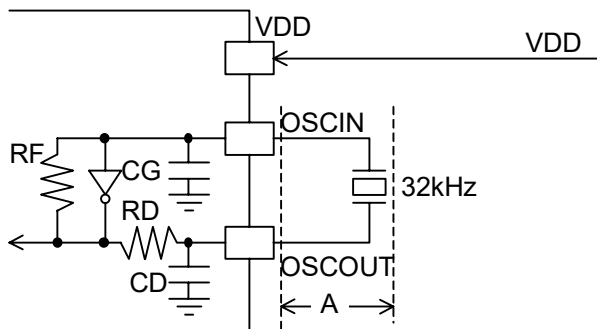 VDD
VDD
OSCIN
RF
CG
32kHz
RD
OSCOUT
CD
A